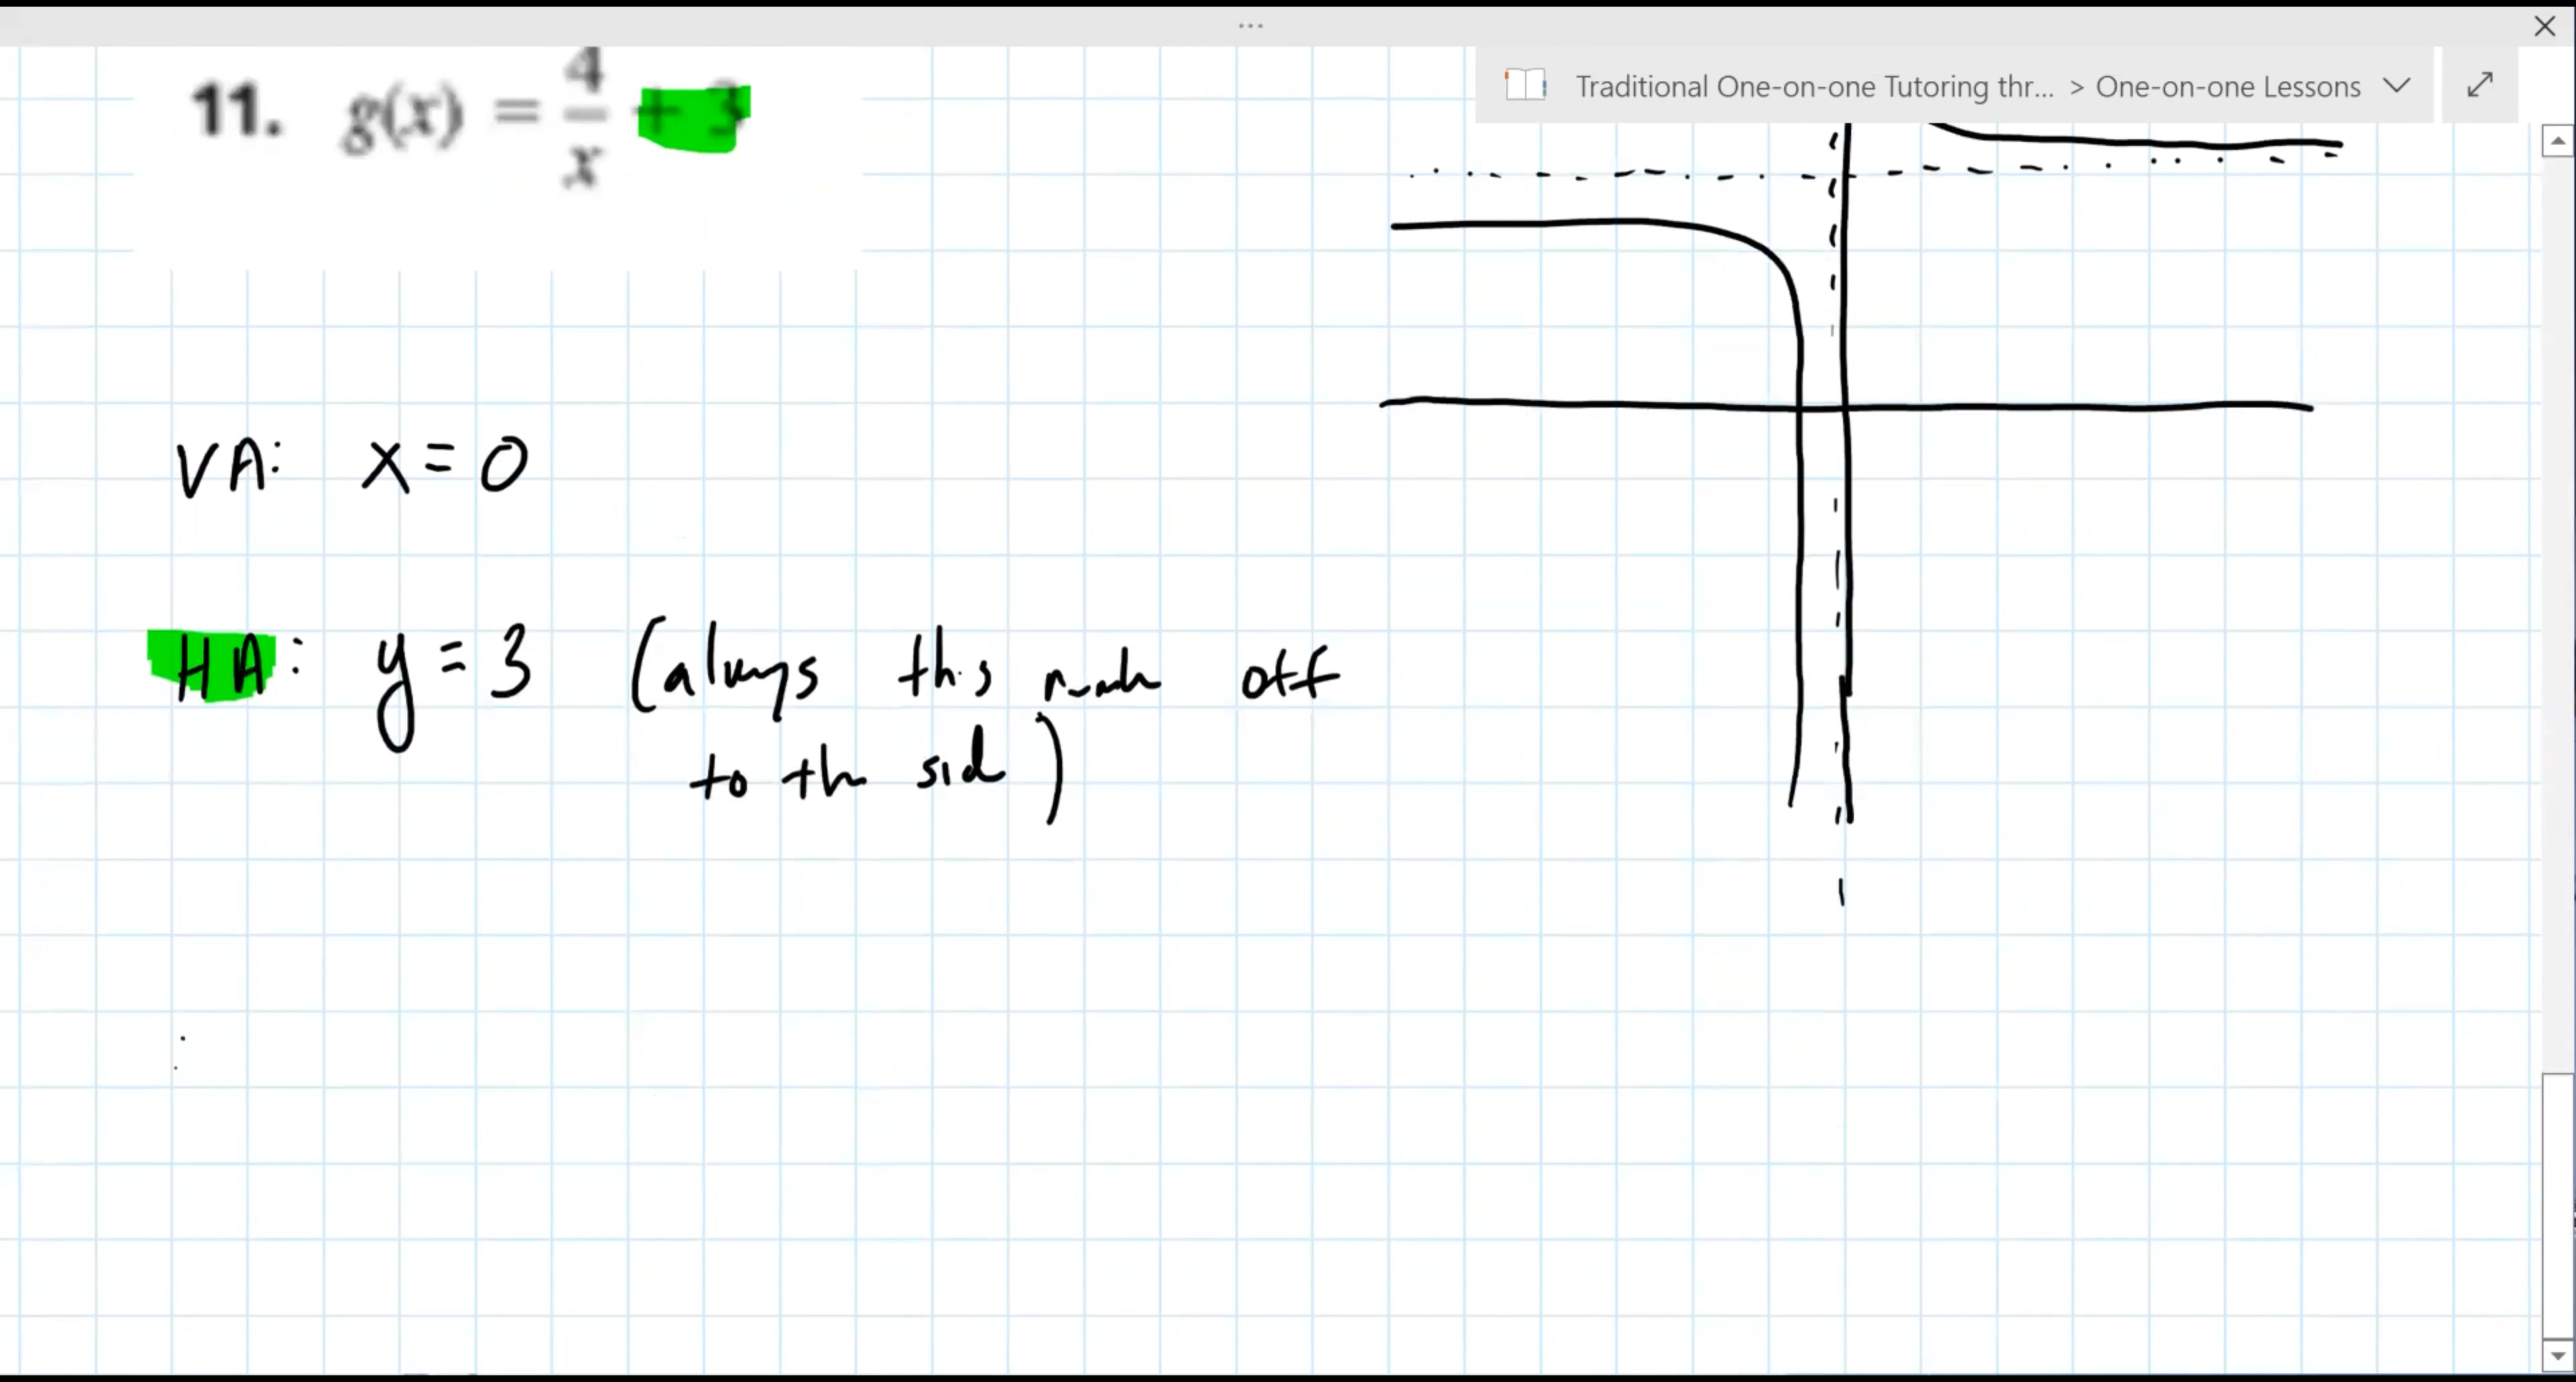 ...
Traditional One-on-one Tutoring thr... > One-on-one Lessons
11. g(x) = 4/x + 3
VA: x = 0
HA: y = 3 (always this off
to the side)